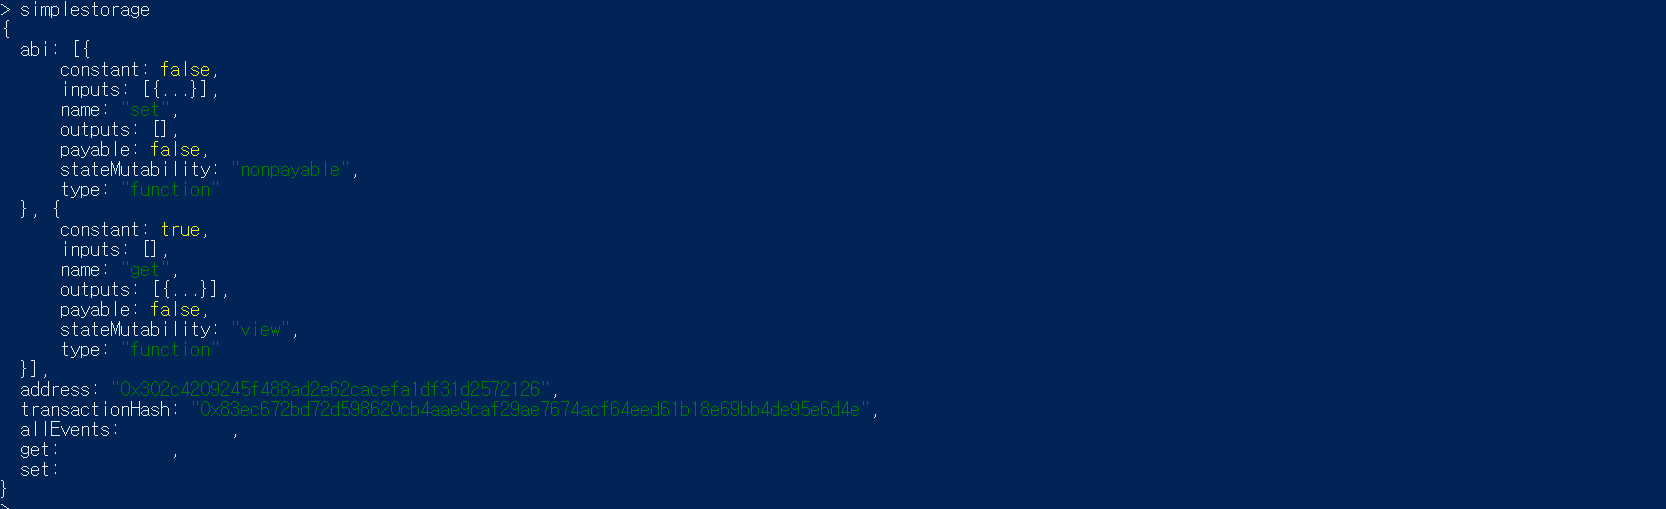 > simplestorage
{
  abi: [{
      constant: false,
      inputs: [{...}],
      name: "set",
      outputs: [],
      payable: false,
      stateMutability: "nonpayable",
      type: "function"
  }, {
      constant: true,
      inputs: [],
      name: "get",
      outputs: [{...}],
      payable: false,
      stateMutability: "view",
      type: "function"
  }],
  address: "0x302c4209245f488ad2e62cacefa1df31d2572126",
  transactionHash: "0x83ec672bd72d598620cb4aae9caf29ae7674acf64eed61b18e69bb4de95e6d4e",
  allEvents:           ,
  get:           ,
  set:
}
>